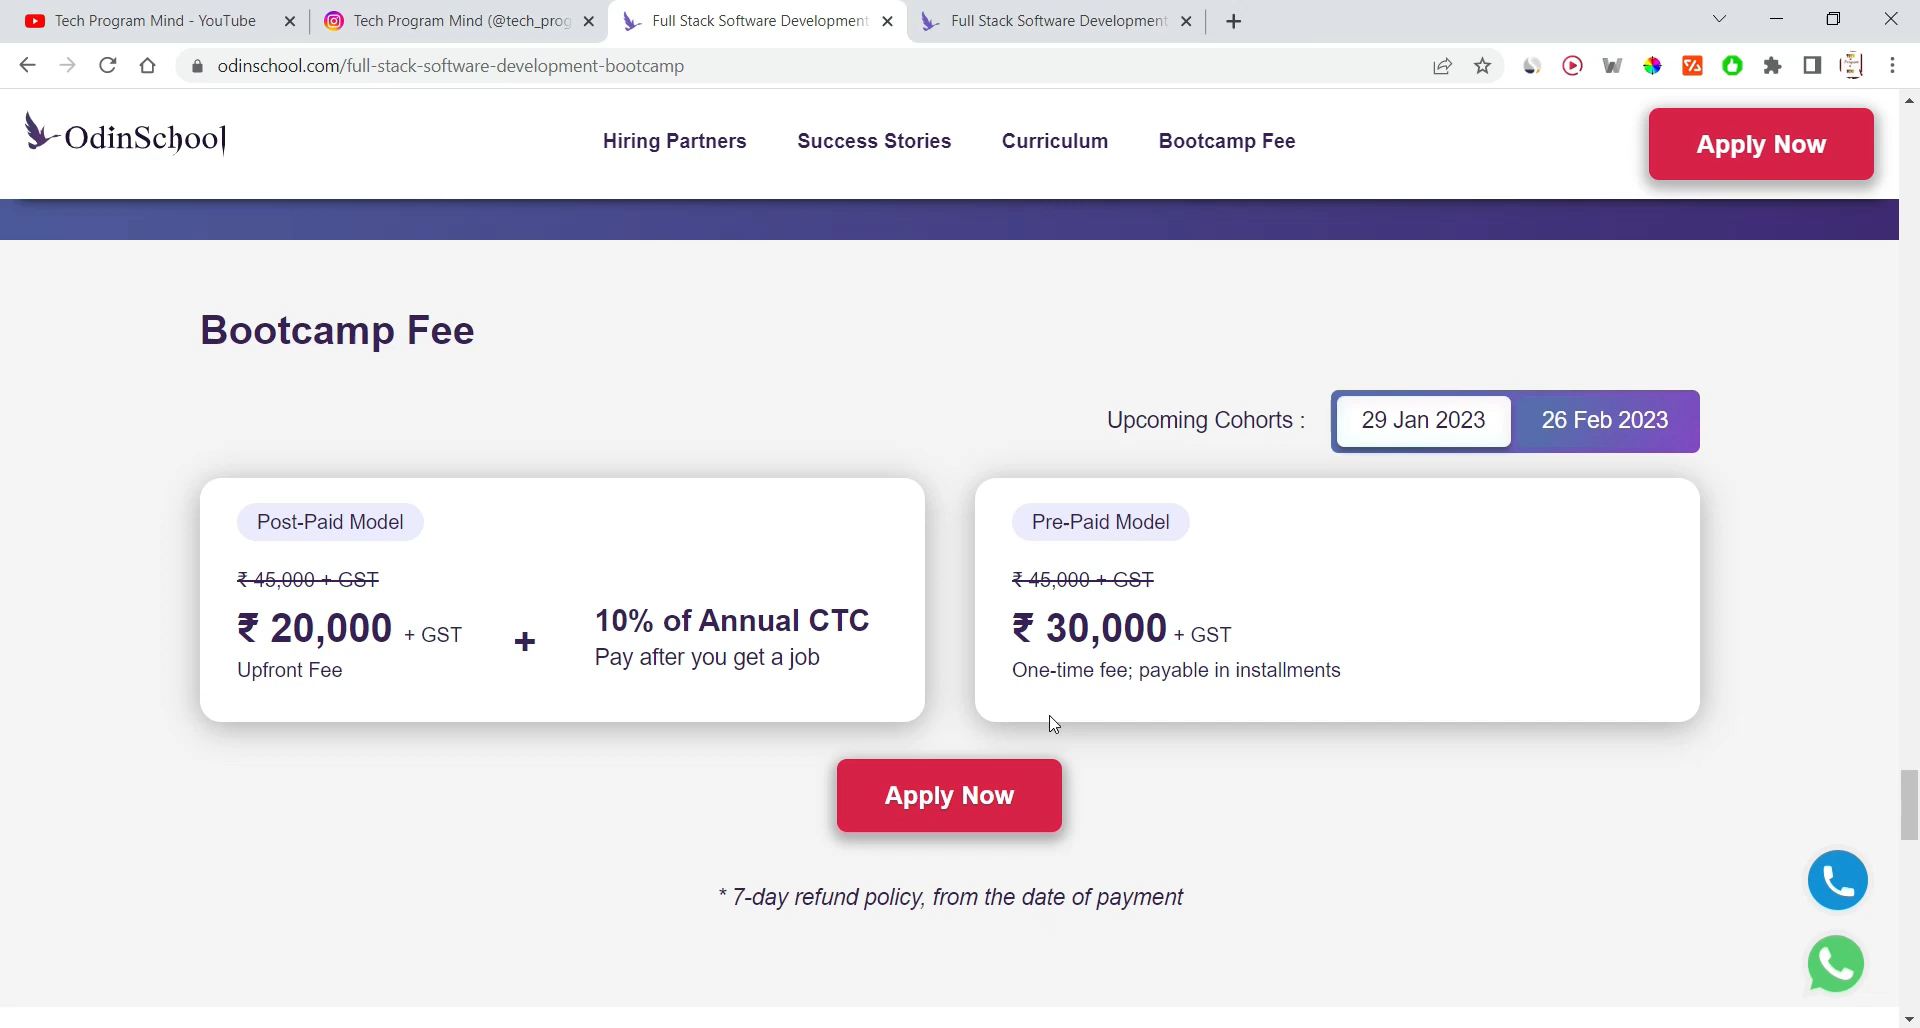 Tech Program Mind - YouTube
Tech Program Mind (@tech_prog
Full Stack Software Development
Full Stack Software Development
odinschool.com/full-stack-software-development-bootcamp
OdinSchool
Hiring Partners
Success Stories
Curriculum
Bootcamp Fee
Apply Now
Bootcamp Fee
Upcoming Cohorts :
29 Jan 2023
26 Feb 2023
Post-Paid Model
₹ 45,000 + GST
₹ 20,000 + GST
Upfront Fee
+
10% of Annual CTC
Pay after you get a job
Pre-Paid Model
₹ 45,000 + GST
₹ 30,000 + GST
One-time fee; payable in installments
Apply Now
* 7-day refund policy, from the date of payment